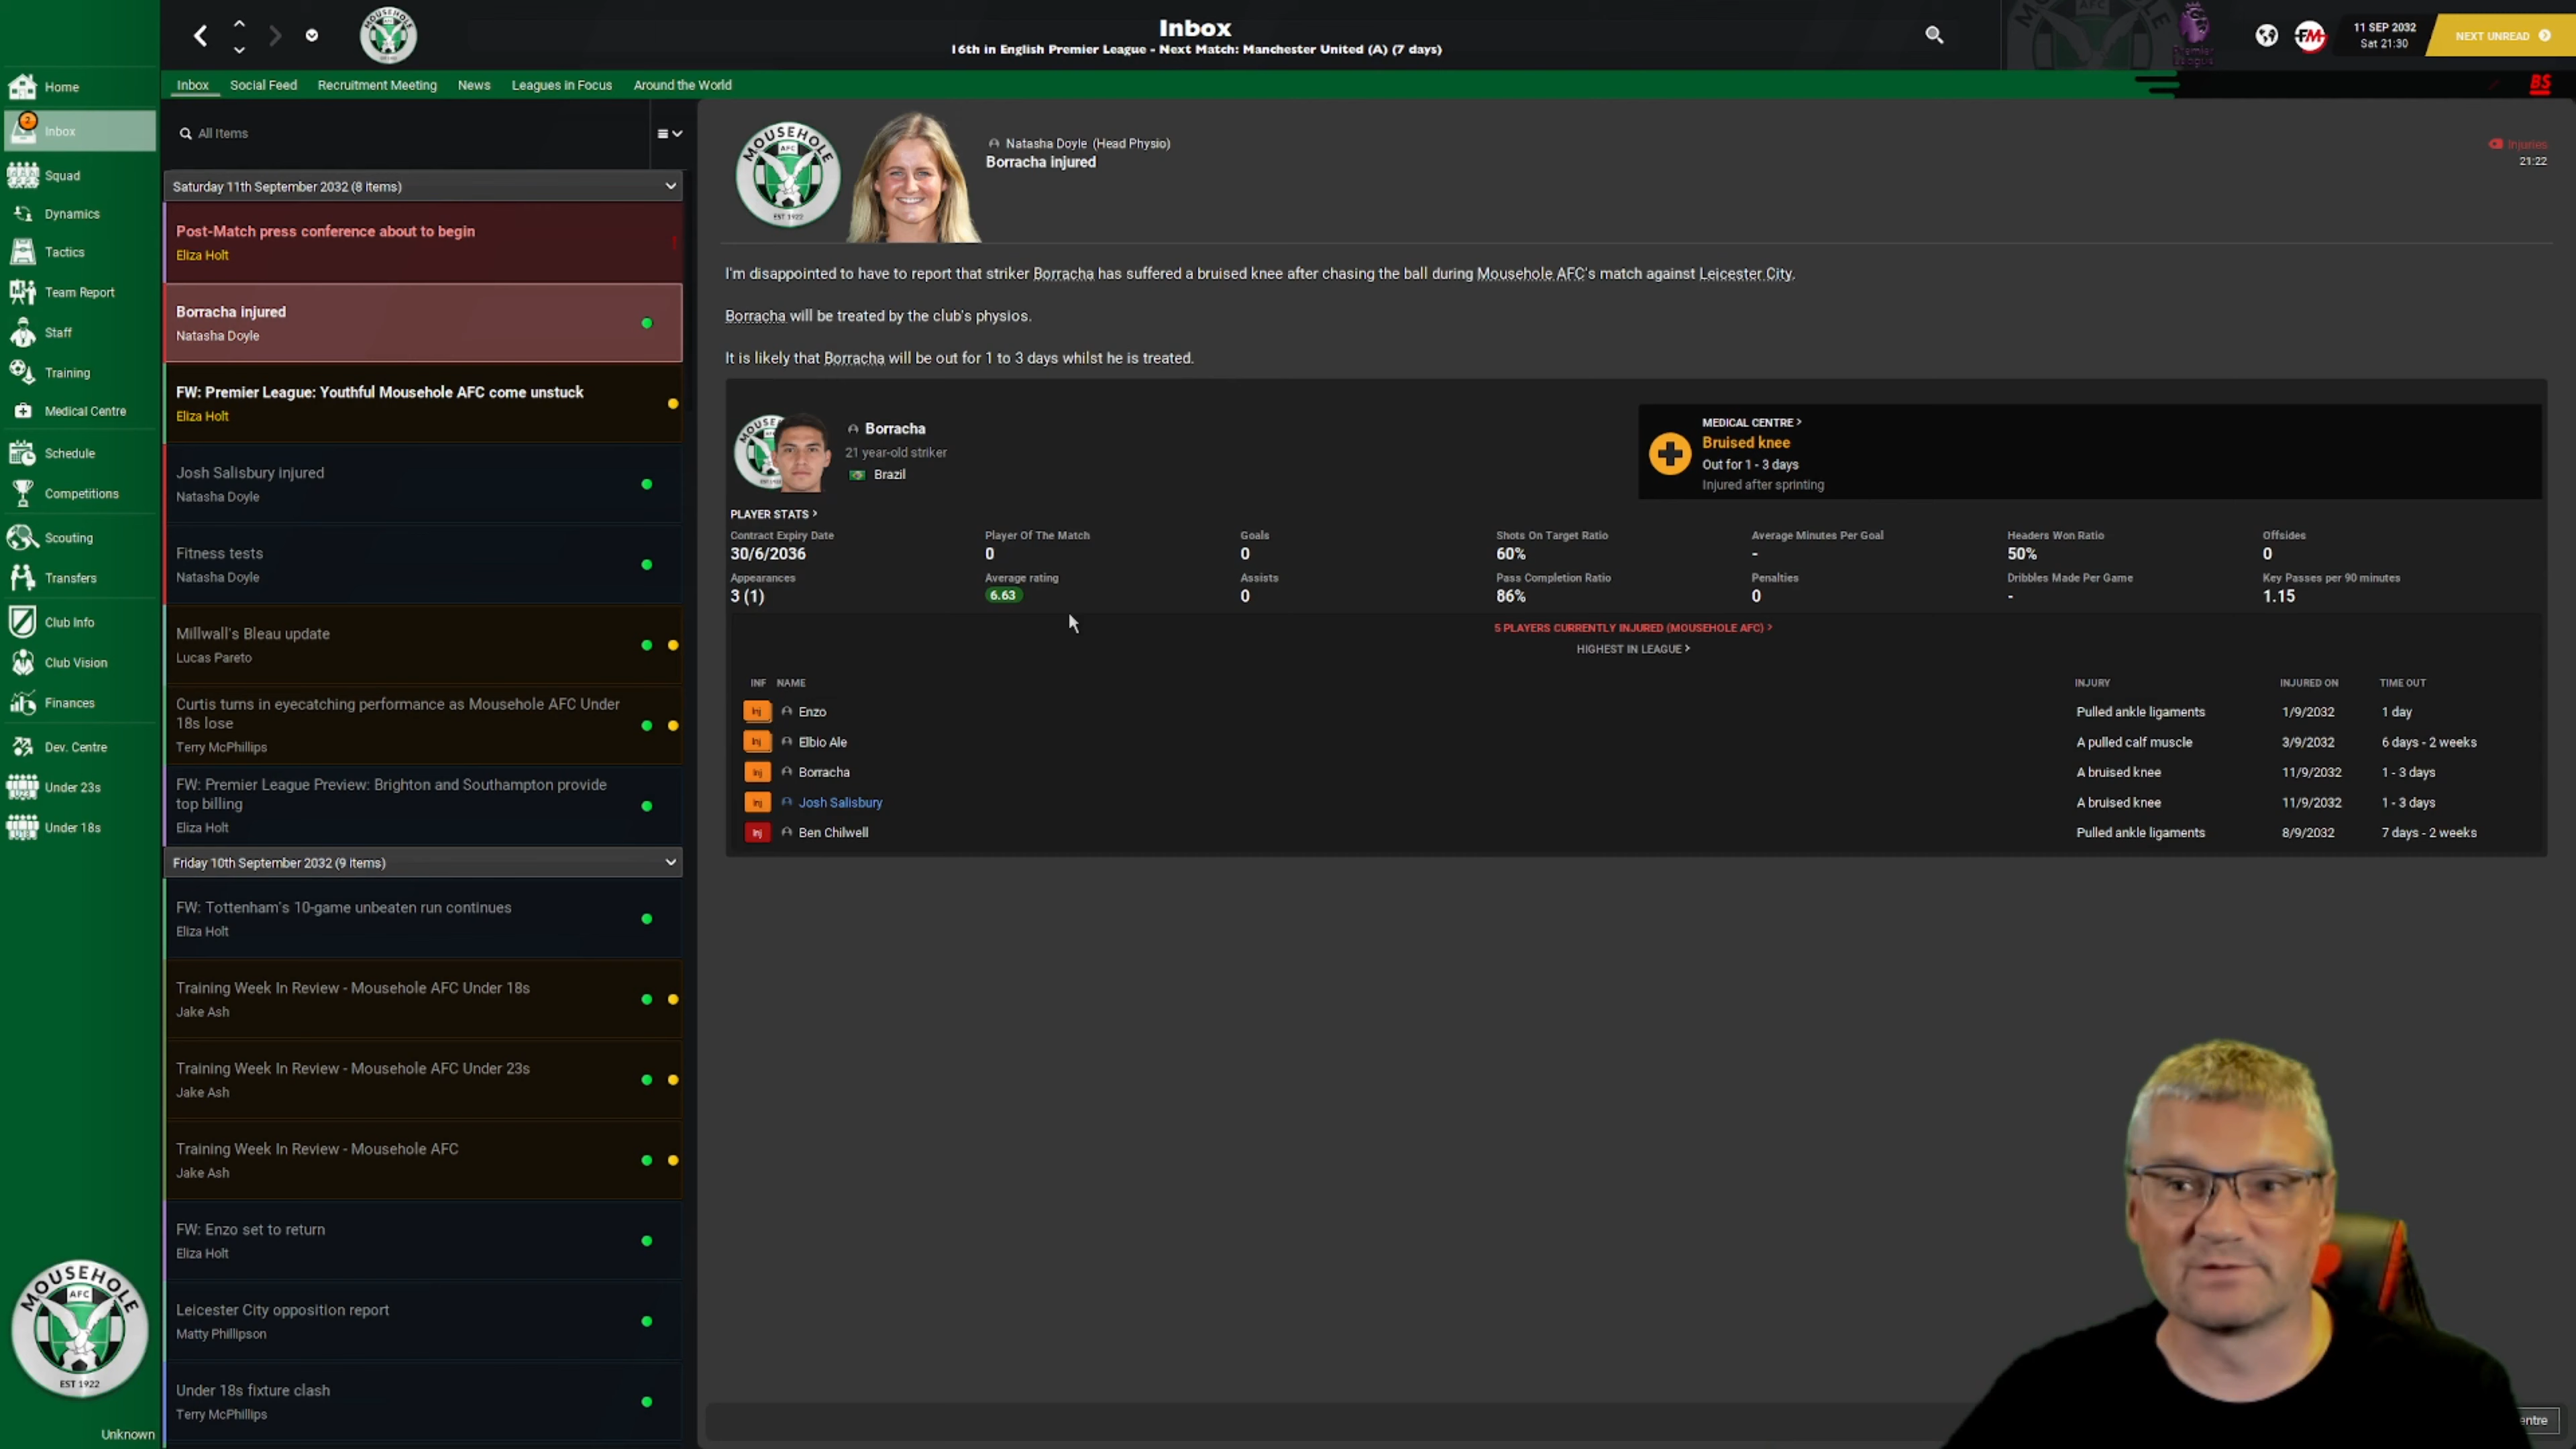 Inbox
16th in English Premier League - Next Match: Manchester United (A) (7 days)
11 SEP 2032
Sat 21:30
NEXT UNREAD
FM
MOUSEHOLE
AFC
Home
2
Inbox
Squad
Dynamics
Tactics
Team Report
Staff
Training
Medical Centre
Schedule
Competitions
Scouting
Transfers
Club Info
Club Vision
Finances
Dev. Centre
Under 23s
Under 18s
MOUSEHOLE
AFC
EST 1922
Unknown
Inbox Social Feed Recruitment Meeting News Leagues in Focus Around the World
BS
All Items
Saturday 11th September 2032 (8 Items)
Post-Match press conference about to begin
Eliza Holt
Borracha injured
Natasha Doyle
FW: Premier League: Youthful Mousehole AFC come unstuck
Eliza Holt
Josh Salisbury injured
Natasha Doyle
Fitness tests
Natasha Doyle
Millwall's Bleau update
Lucas Pareto
Curtis turns in eyecatching performance as Mousehole AFC Under
18s lose
Terry McPhillips
FW: Premier League Preview: Brighton and Southampton provide
top billing
Eliza Holt
Friday 10th September 2032 (9 Items)
FW: Tottenham's 10-game unbeaten run continues
Eliza Holt
Training Week In Review - Mousehole AFC Under 18s
Jake Ash
Training Week In Review - Mousehole AFC Under 23s
Jake Ash
Training Week In Review - Mousehole AFC
Jake Ash
FW: Enzo set to return
Eliza Holt
Leicester City opposition report
Matty Phillipson
Under 18s fixture clash
Terry McPhillips
MOUSEHOLE
AFC
EST 1922
Natasha Doyle (Head Physio)
Borracha injured
Injuries
21:22
I'm disappointed to have to report that striker Borracha has suffered a bruised knee after chasing the ball during Mousehole AFC's match against Leicester City.
Borracha will be treated by the club's physios.
It is likely that Borracha will be out for 1 to 3 days whilst he is treated.
Borracha
21 year-old striker
Brazil
MEDICAL CENTRE >
Bruised knee
Out for 1 - 3 days
Injured after sprinting
PLAYER STATS >
Contract Expiry Date Player Of The Match Goals Shots On Target Ratio Average Minutes Per Goal Headers Won Ratio Offsides
30/6/2036 0 0 60% - 50% 0
Appearances Average rating Assists Pass Completion Ratio Penalties Dribbles Made Per Game Key Passes per 90 minutes
3 (1) 6.63 0 86% 0 - 1.15
5 PLAYERS CURRENTLY INJURED (MOUSEHOLE AFC) >
HIGHEST IN LEAGUE >
INF NAME INJURY INJURED ON TIME OUT
Inj Enzo Pulled ankle ligaments 1/9/2032 1 day
Inj Elbio Ale A pulled calf muscle 3/9/2032 6 days - 2 weeks
Inj Borracha A bruised knee 11/9/2032 1 - 3 days
Inj Josh Salisbury A bruised knee 11/9/2032 1 - 3 days
Inj Ben Chilwell Pulled ankle ligaments 8/9/2032 7 days - 2 weeks
entre